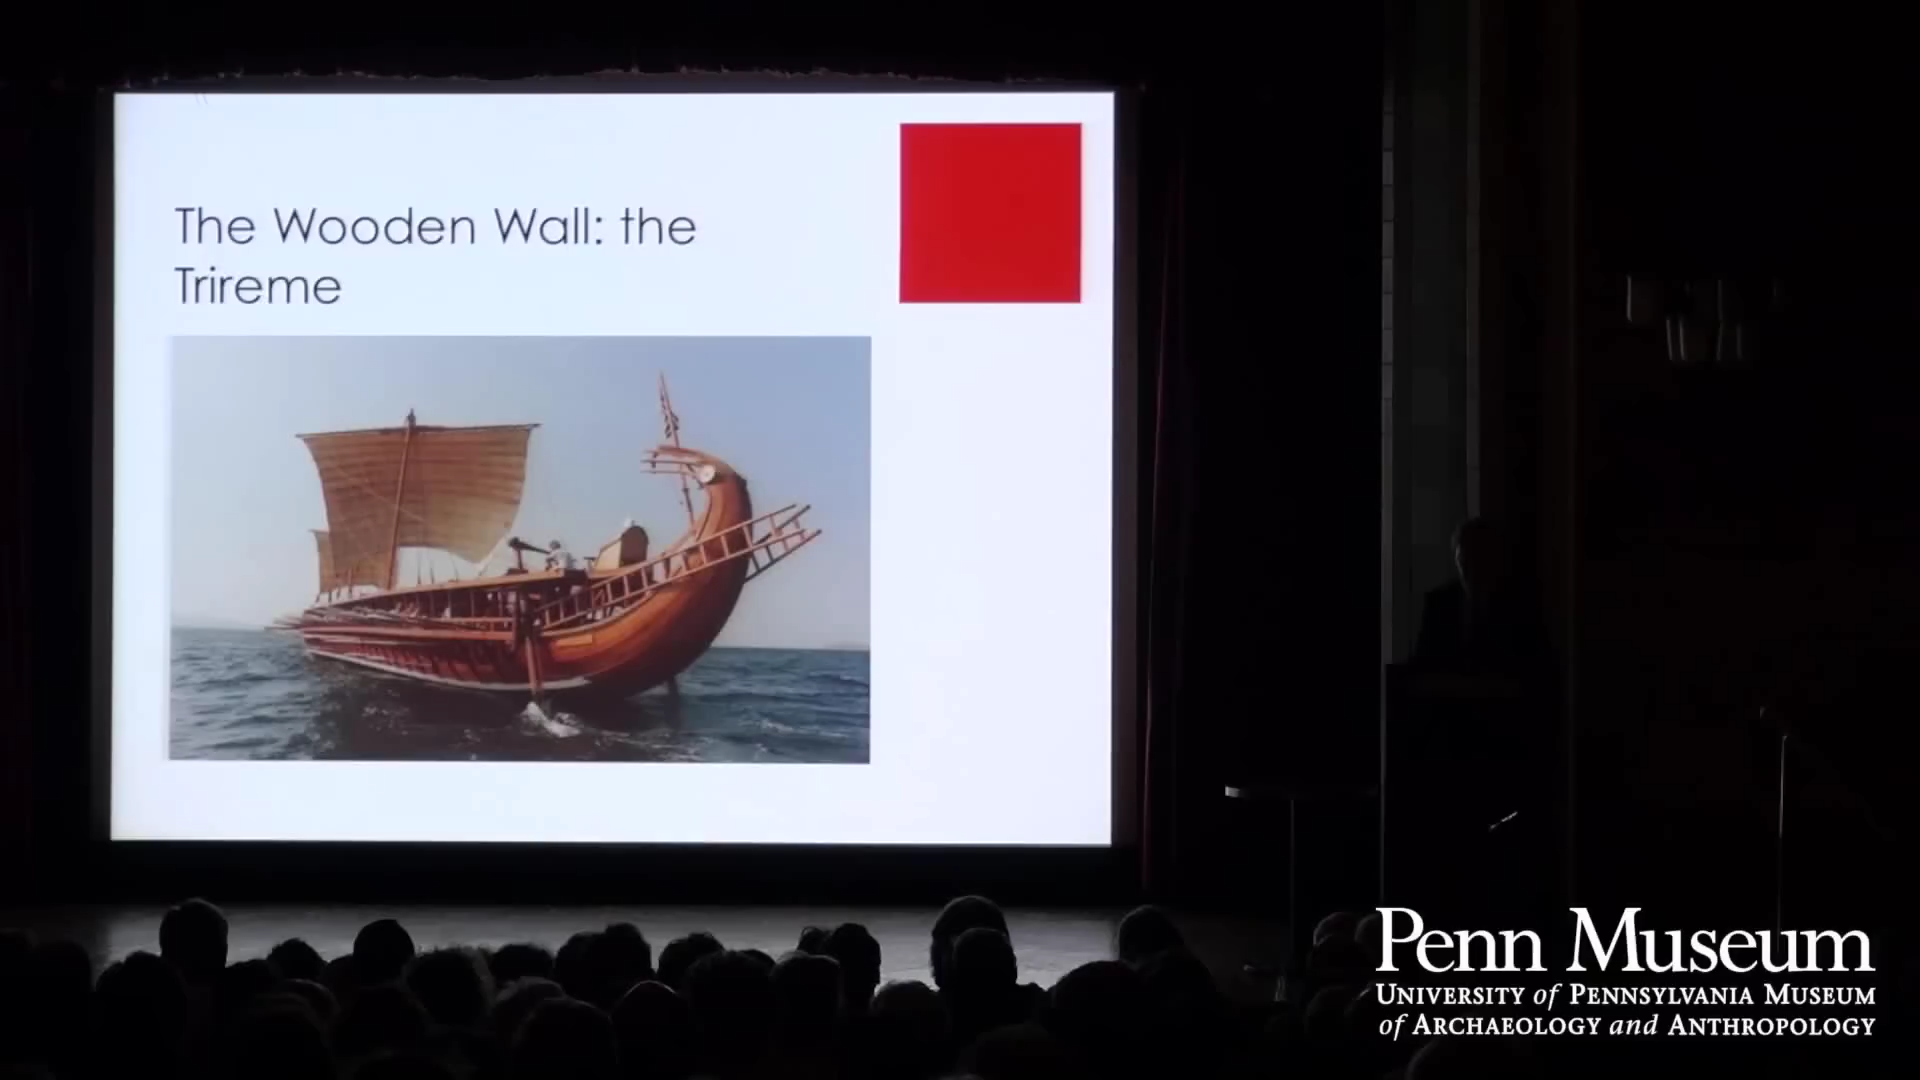 The Wooden Wall: the
Trireme
Penn Museum
UNIVERSITY of PENNSYLVANIA MUSEUM
of ARCHAEOLOGY and ANTHROPOLOGY